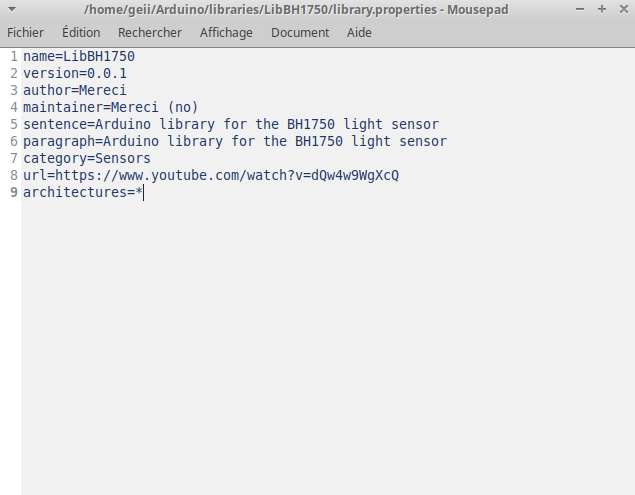 /home/geii/Arduino/libraries/LibBH1750/library.properties - Mousepad
Fichier Édition Rechercher Affichage Document Aide
1 name=LibBH1750
2 version=0.0.1
3 author=Mereci
4 maintainer=Mereci (no)
5 sentence=Arduino library for the BH1750 light sensor
6 paragraph=Arduino library for the BH1750 light sensor
7 category=Sensors
8 url=https://www.youtube.com/watch?v=dQw4w9WgXcQ
9 architectures=*